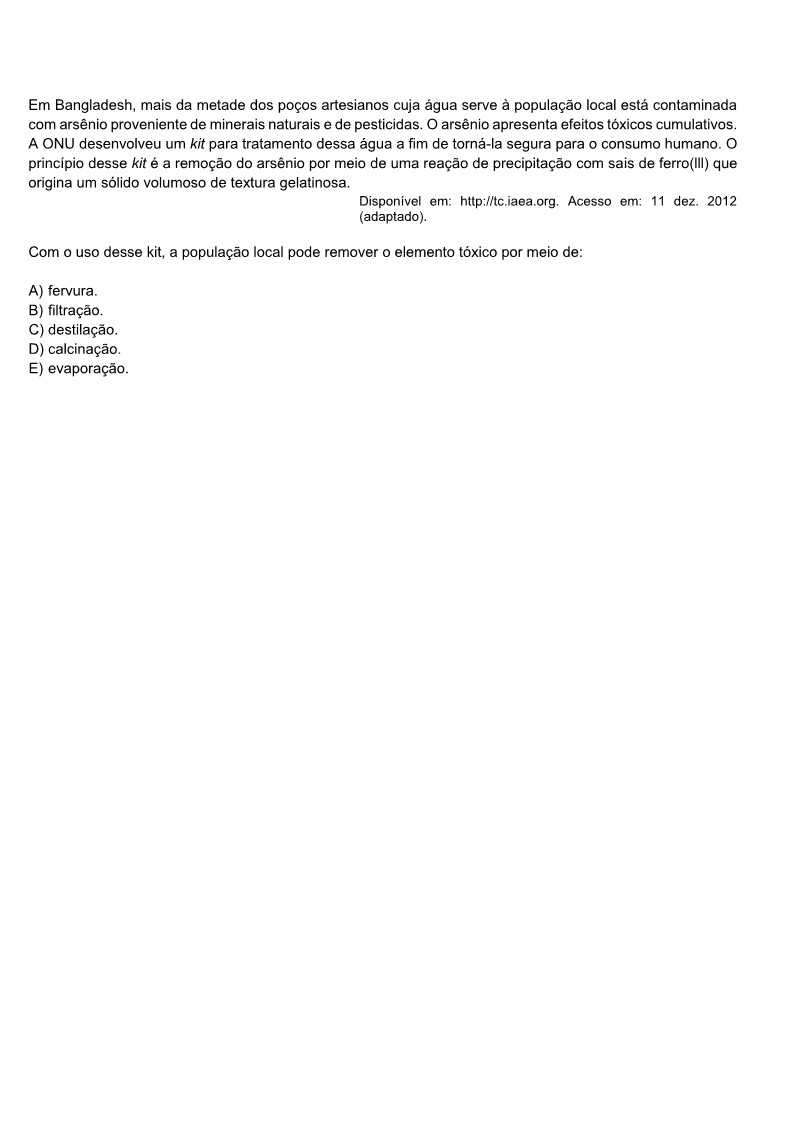 Em Bangladesh, mais da metade dos poços artesianos cuja água serve à população local está contaminada
com arsênio proveniente de minerais naturais e de pesticidas. O arsênio apresenta efeitos tóxicos cumulativos.
A ONU desenvolveu um kit para tratamento dessa água a fim de torná-la segura para o consumo humano. O
princípio desse kit é a remoção do arsênio por meio de uma reação de precipitação com sais de ferro(lll) que
origina um sólido volumoso de textura gelatinosa.
Disponível em: http://tc.iaea.org. Acesso em: 11 dez. 2012
(adaptado).
Com o uso desse kit, a população local pode remover o elemento tóxico por meio de:
A) fervura.
B) filtração.
C) destilação.
D) calcinação.
E) evaporação.